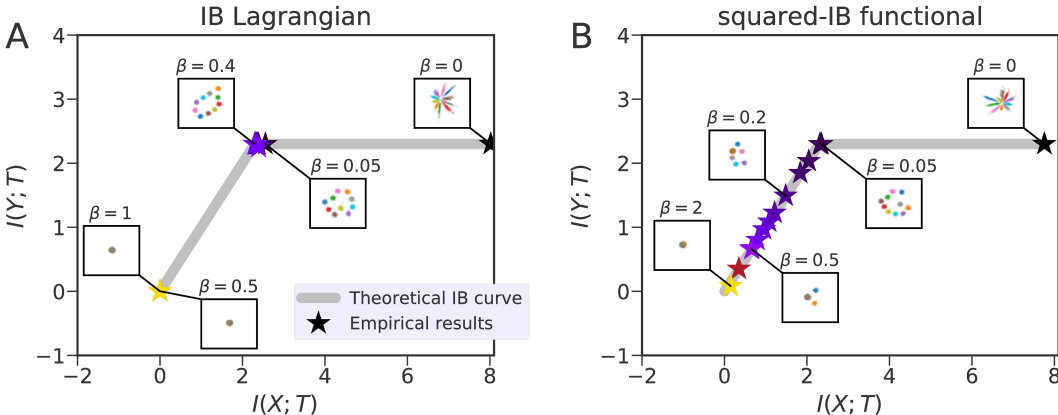 A
IB Lagrangian
4
3
2
1
0
−1
I(Y; T)
β = 0.4
β = 0
β = 0.05
β = 1
β = 0.5
Theoretical IB curve
Empirical results
−2
0
2
4
6
8
I(X; T)
B
squared-IB functional
4
3
2
1
0
−1
I(Y; T)
β = 0
β = 0.2
β = 0.05
β = 2
β = 0.5
−2
0
2
4
6
8
I(X; T)